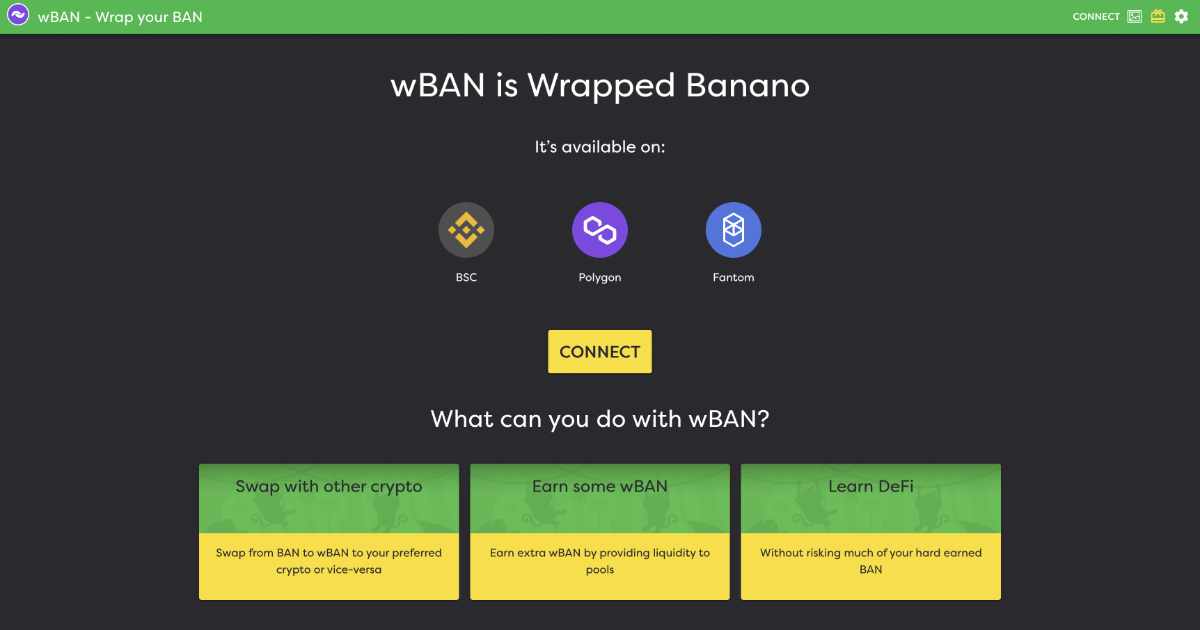 wBAN - Wrap your BAN
CONNECT
wBAN is Wrapped Banano
It's available on:
BSC
Polygon
Fantom
CONNECT
What can you do with wBAN?
Swap with other crypto
Swap from BAN to wBAN to your preferred
crypto or vice-versa
Earn some wBAN
Earn extra wBAN by providing liquidity to
pools
Learn DeFi
Without risking much of your hard earned
BAN